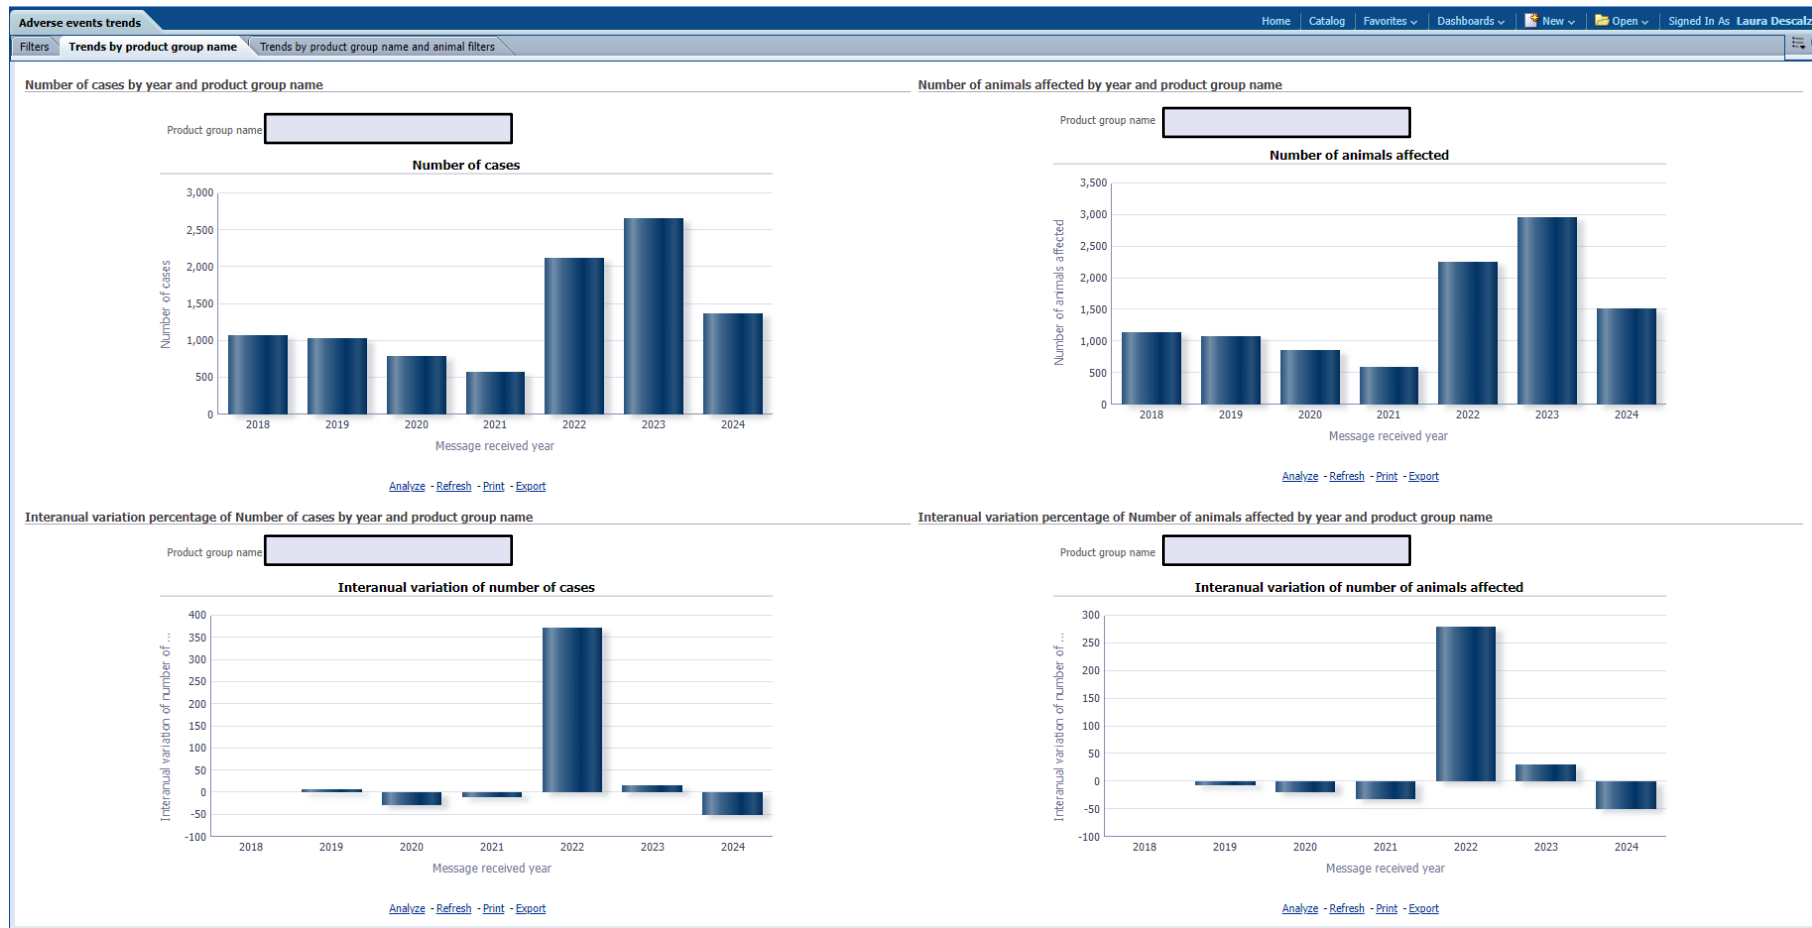 Adverse events trends
Home Catalog Favorites Dashboards New Open Signed In As Laura Descalz
Filters Trends by product group name Trends by product group name and animal filters
Number of cases by year and product group name
Product group name
Number of cases
Number of cases
3,000
2,500
2,000
1,500
1,000
500
0
2018 2019 2020 2021 2022 2023 2024
Message received year
Analyze - Refresh - Print - Export
Number of animals affected by year and product group name
Product group name
Number of animals affected
Number of animals affected
3,500
3,000
2,500
2,000
1,500
1,000
500
0
2018 2019 2020 2021 2022 2023 2024
Message received year
Analyze - Refresh - Print - Export
Interanual variation percentage of Number of cases by year and product group name
Product group name
Interanual variation of number of cases
Interanual variation of number of ...
400
350
300
250
200
150
100
50
0
-50
-100
2018 2019 2020 2021 2022 2023 2024
Message received year
Analyze - Refresh - Print - Export
Interanual variation percentage of Number of animals affected by year and product group name
Product group name
Interanual variation of number of animals affected
Interanual variation of number of ...
300
250
200
150
100
50
0
-50
-100
2018 2019 2020 2021 2022 2023 2024
Message received year
Analyze - Refresh - Print - Export